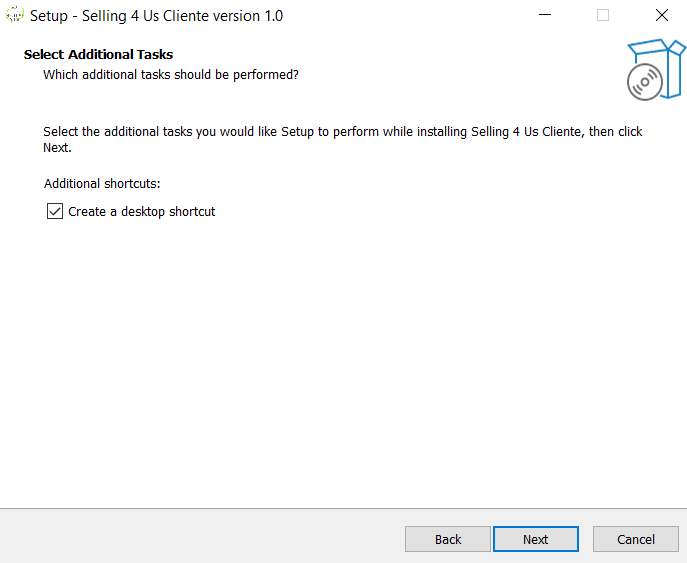 Setup - Selling 4 Us Cliente version 1.0
Select Additional Tasks
Which additional tasks should be performed?
Select the additional tasks you would like Setup to perform while installing Selling 4 Us Cliente, then click
Next.
Additional shortcuts:
Create a desktop shortcut
Back
Next
Cancel